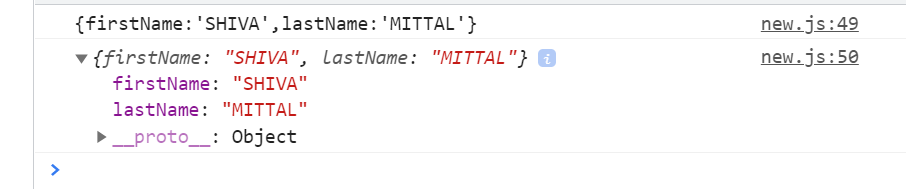 {firstName:'SHIVA',lastName:'MITTAL'} new.js:49
▼{firstName: "SHIVA", lastName: "MITTAL"} i new.js:50
firstName: "SHIVA"
lastName: "MITTAL"
▶__proto__: Object
>